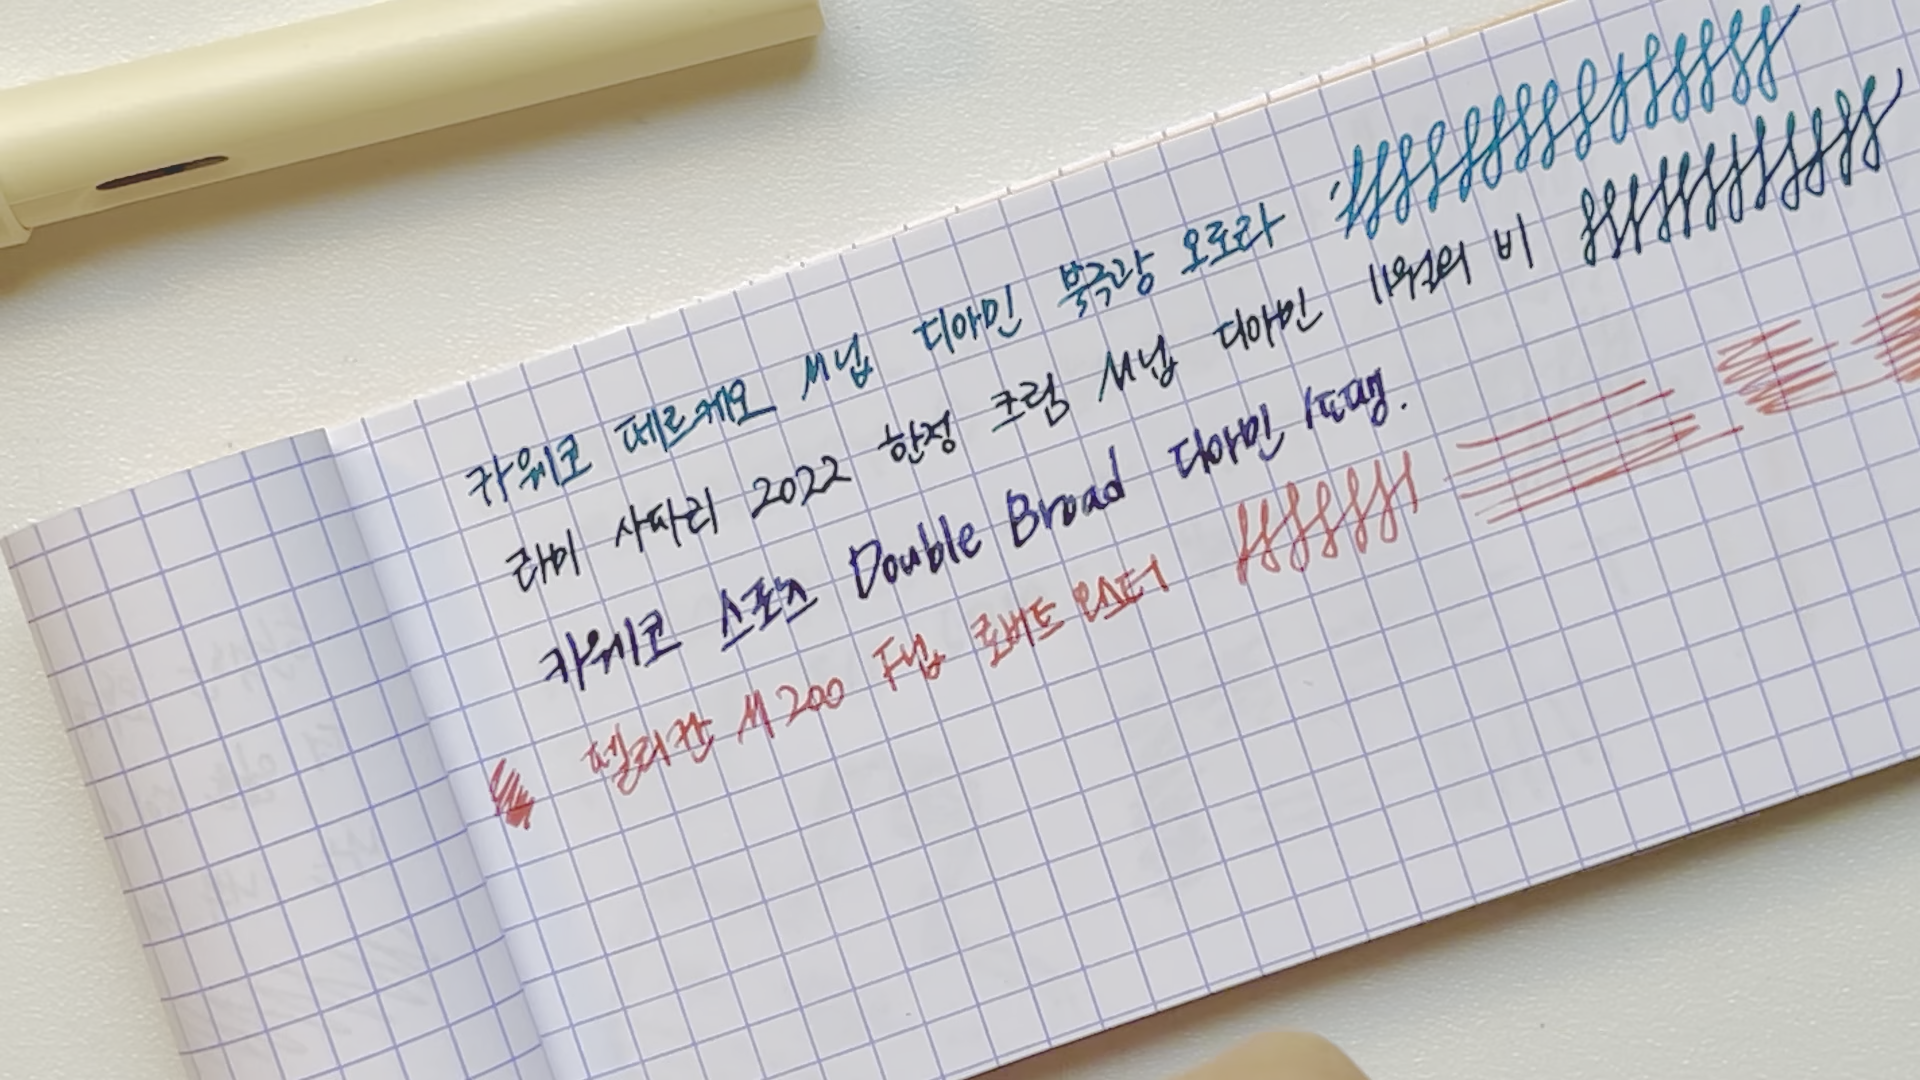 카웨코 페르케오 M닙 디아민 북극광 오로라
라미 사파리 2022 한정 크림 M닙 디아민 11월의 비
카웨코 스포츠 Double Broad 디아민
펠리칸 M200 F닙 로버트 오스터